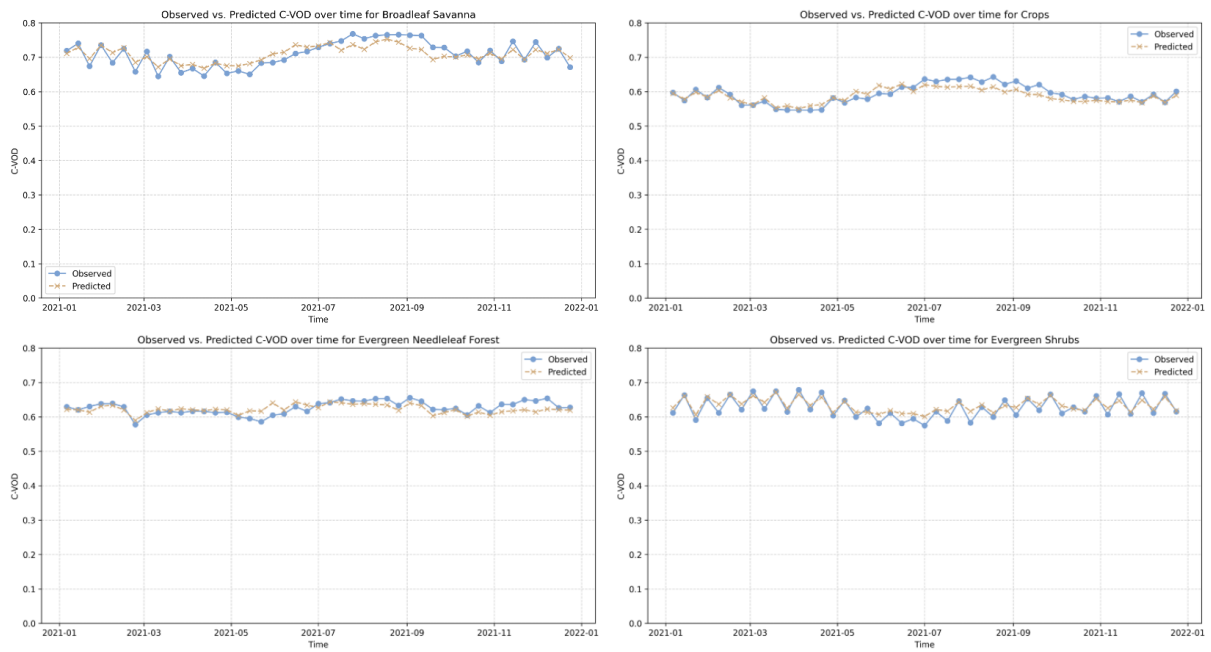 Observed vs. Predicted C-VOD over time for Broadleaf Savanna
0.8
0.7
0.6
0.5
0.4
0.3
0.2
0.1
0.0
C-VOD
Observed
Predicted
2021-01 2021-03 2021-05 2021-07 2021-09 2021-11 2022-01
Time
Observed vs. Predicted C-VOD over time for Crops
0.8
0.7
0.6
0.5
0.4
0.3
0.2
0.1
0.0
C-VOD
Observed
Predicted
2021-01 2021-03 2021-05 2021-07 2021-09 2021-11 2022-01
Time
Observed vs. Predicted C-VOD over time for Evergreen Needleleaf Forest
0.8
0.7
0.6
0.5
0.4
0.3
0.2
0.1
0.0
C-VOD
Observed
Predicted
2021-01 2021-03 2021-05 2021-07 2021-09 2021-11 2022-01
Time
Observed vs. Predicted C-VOD over time for Evergreen Shrubs
0.8
0.7
0.6
0.5
0.4
0.3
0.2
0.1
0.0
C-VOD
Observed
Predicted
2021-01 2021-03 2021-05 2021-07 2021-09 2021-11 2022-01
Time